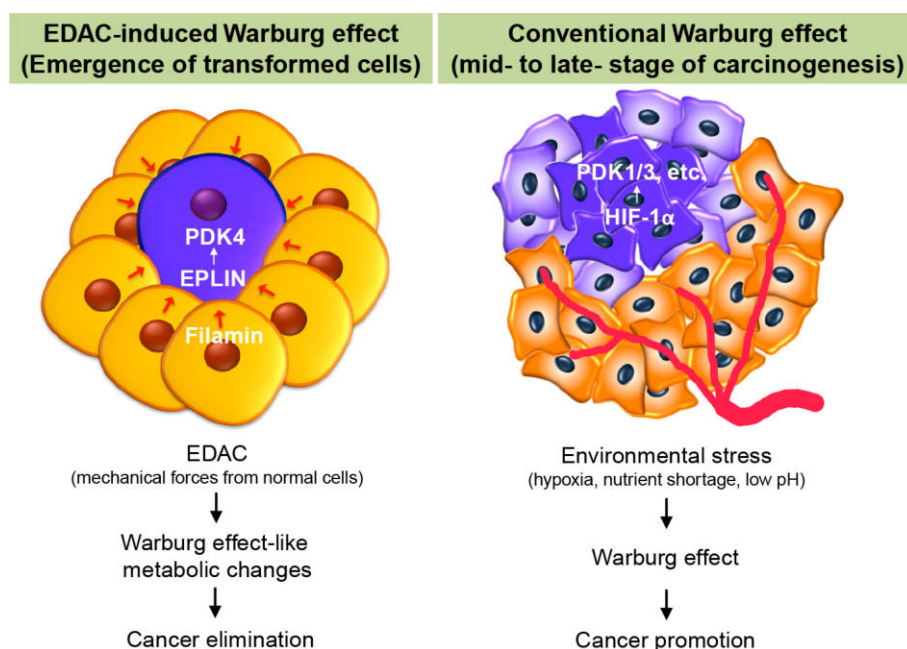 EDAC-induced Warburg effect
(Emergence of transformed cells)
PDK4
EPLIN
Filamin
EDAC
(mechanical forces from normal cells)
Warburg effect-like
metabolic changes
Cancer elimination
Conventional Warburg effect
(mid- to late- stage of carcinogenesis)
PDK1/3, etc.
HIF-1α
Environmental stress
(hypoxia, nutrient shortage, low pH)
Warburg effect
Cancer promotion